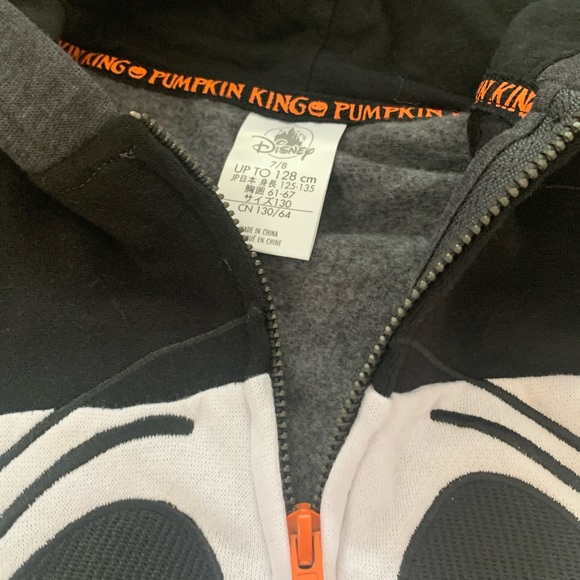 KING PUMPKIN KING PUMPKIN KING
Disney
7/8
UP TO 128 cm
JP日本 身長 125-135
胸囲 61-67
サイズ130
CN 130/64
MADE IN CHINA
EN CHINE